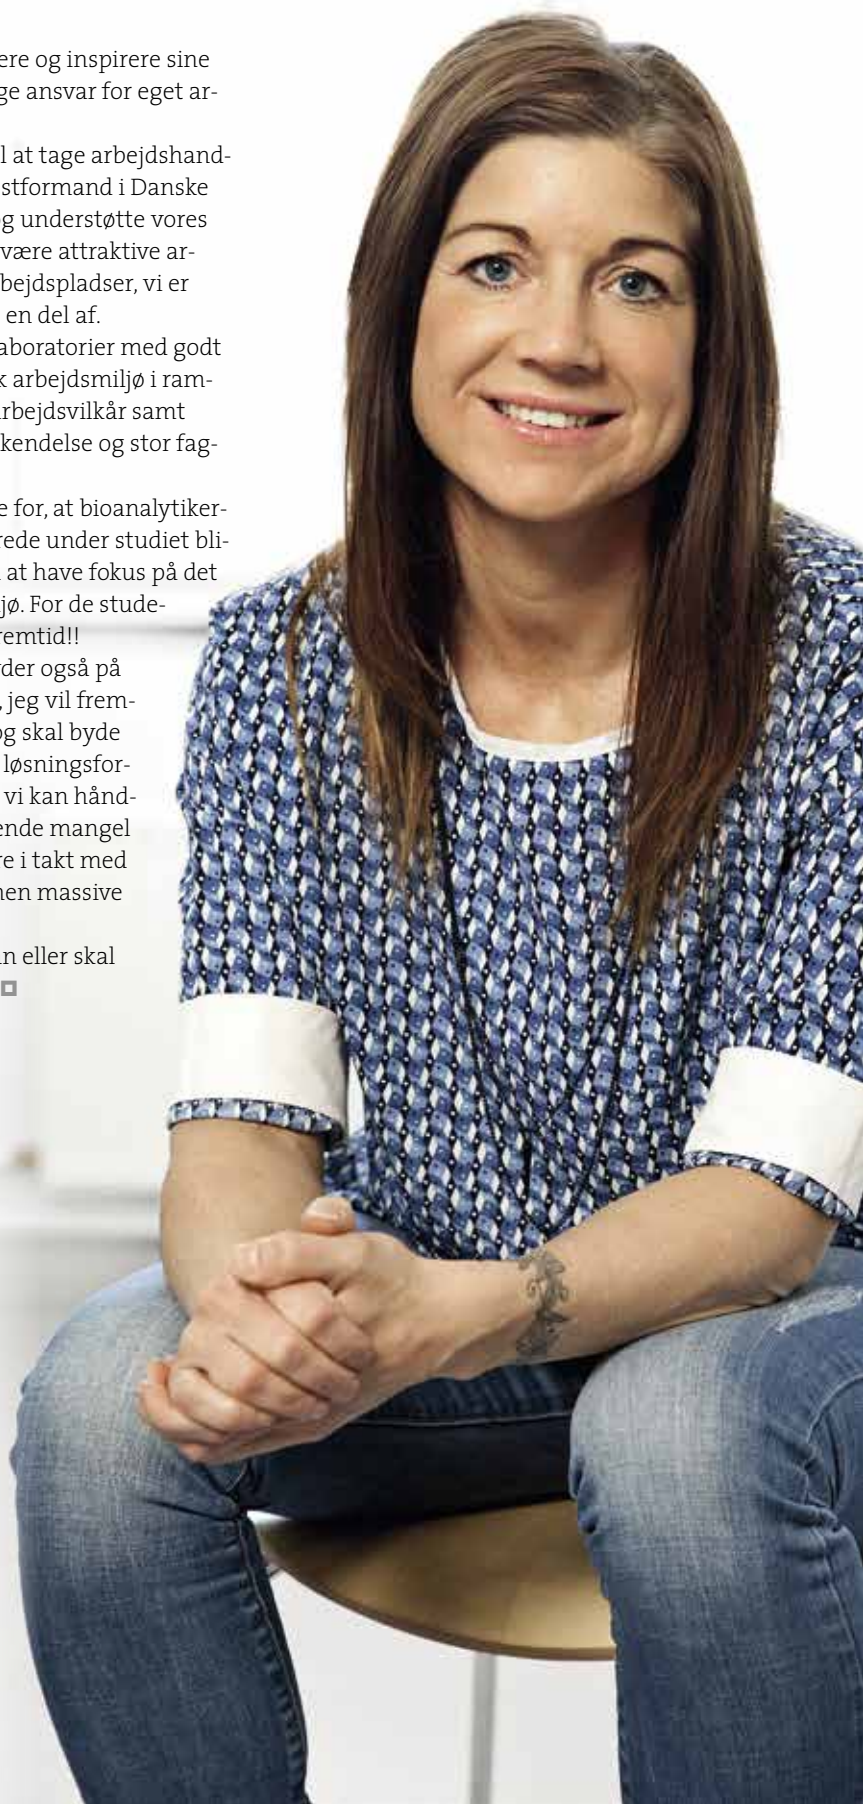 ere og inspirere sine
ge ansvar for eget ar-
l at tage arbejdshand-
stformand i Danske
og understøtte vores
være attraktive ar-
bejdspladser, vi er
en del af.
aboratorier med godt
k arbejdsmiljø i ram-
arbejdsvilkår samt
kendelse og stor fag-
e for, at bioanalytiker-
rede under studiet bli-
at have fokus på det
jø. For de stude-
remtid!!
der også på
, jeg vil frem-
og skal byde
løsningsfor-
vi kan hånd-
ende mangel
re i takt med
nen massive
n eller skal